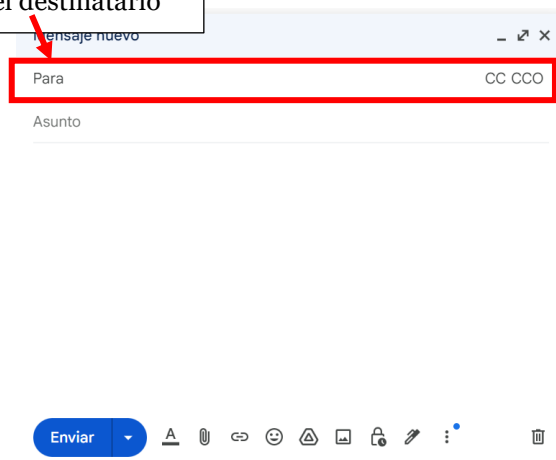 el destinatario
Mensaje nuevo
Para CC CCO
Asunto
Enviar